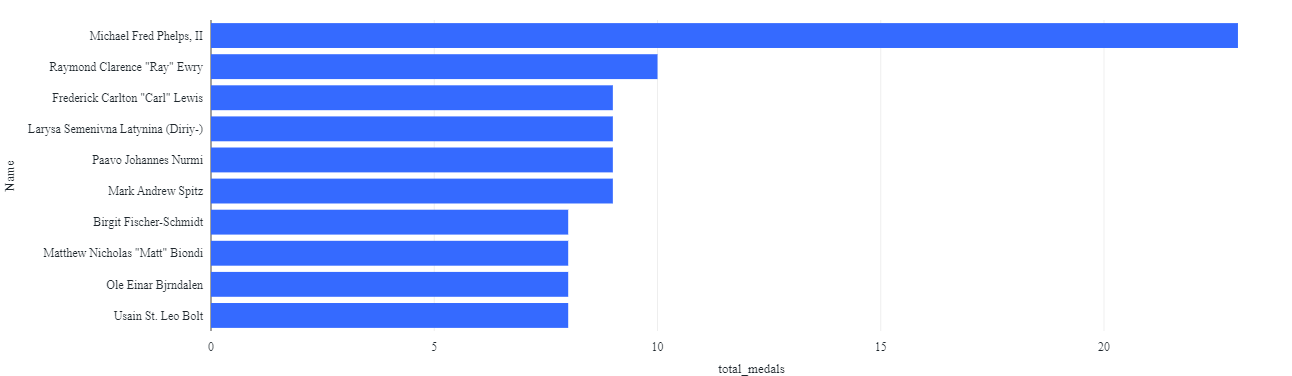 Michael Fred Phelps, II
Raymond Clarence "Ray" Ewry
Frederick Carlton "Carl" Lewis
Larysa Semenivna Latynina (Diriy-)
Paavo Johannes Nurmi
Mark Andrew Spitz
Birgit Fischer-Schmidt
Matthew Nicholas "Matt" Biondi
Ole Einar Bjrndalen
Usain St. Leo Bolt
Name
0 5 10 15 20
total_medals